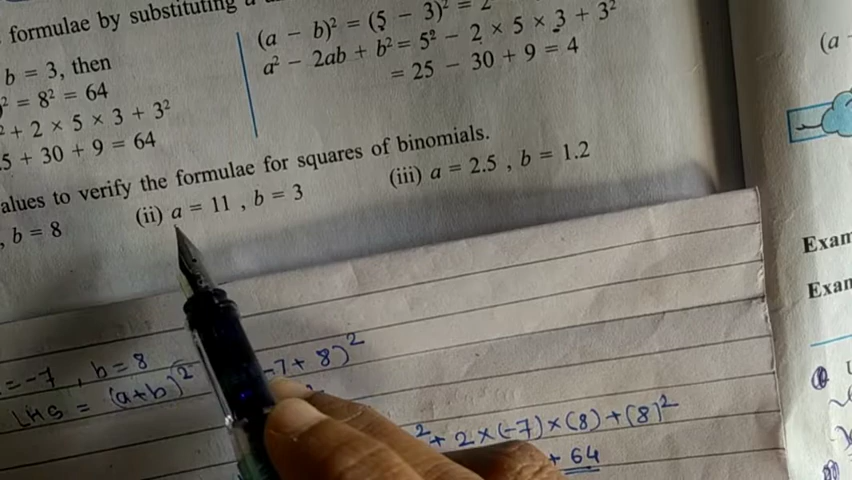 formulae by substituting
b = 3, then
² = 8² = 64
² + 2 × 5 × 3 + 3²
5 + 30 + 9 = 64
(a − b)² = (5 − 3)² = 2
a² − 2ab + b² = 5² − 2 × 5 × 3 + 3²
= 25 − 30 + 9 = 4
(a
alues to verify the formulae for squares of binomials.
, b = 8 (ii) a = 11 , b = 3 (iii) a = 2.5 , b = 1.2
Exam
Exan
= -7 , b = 8
LHS = (a+b)² -7 + 8)²
² + 2 × (-7) × (8) + (8)²
+ 64